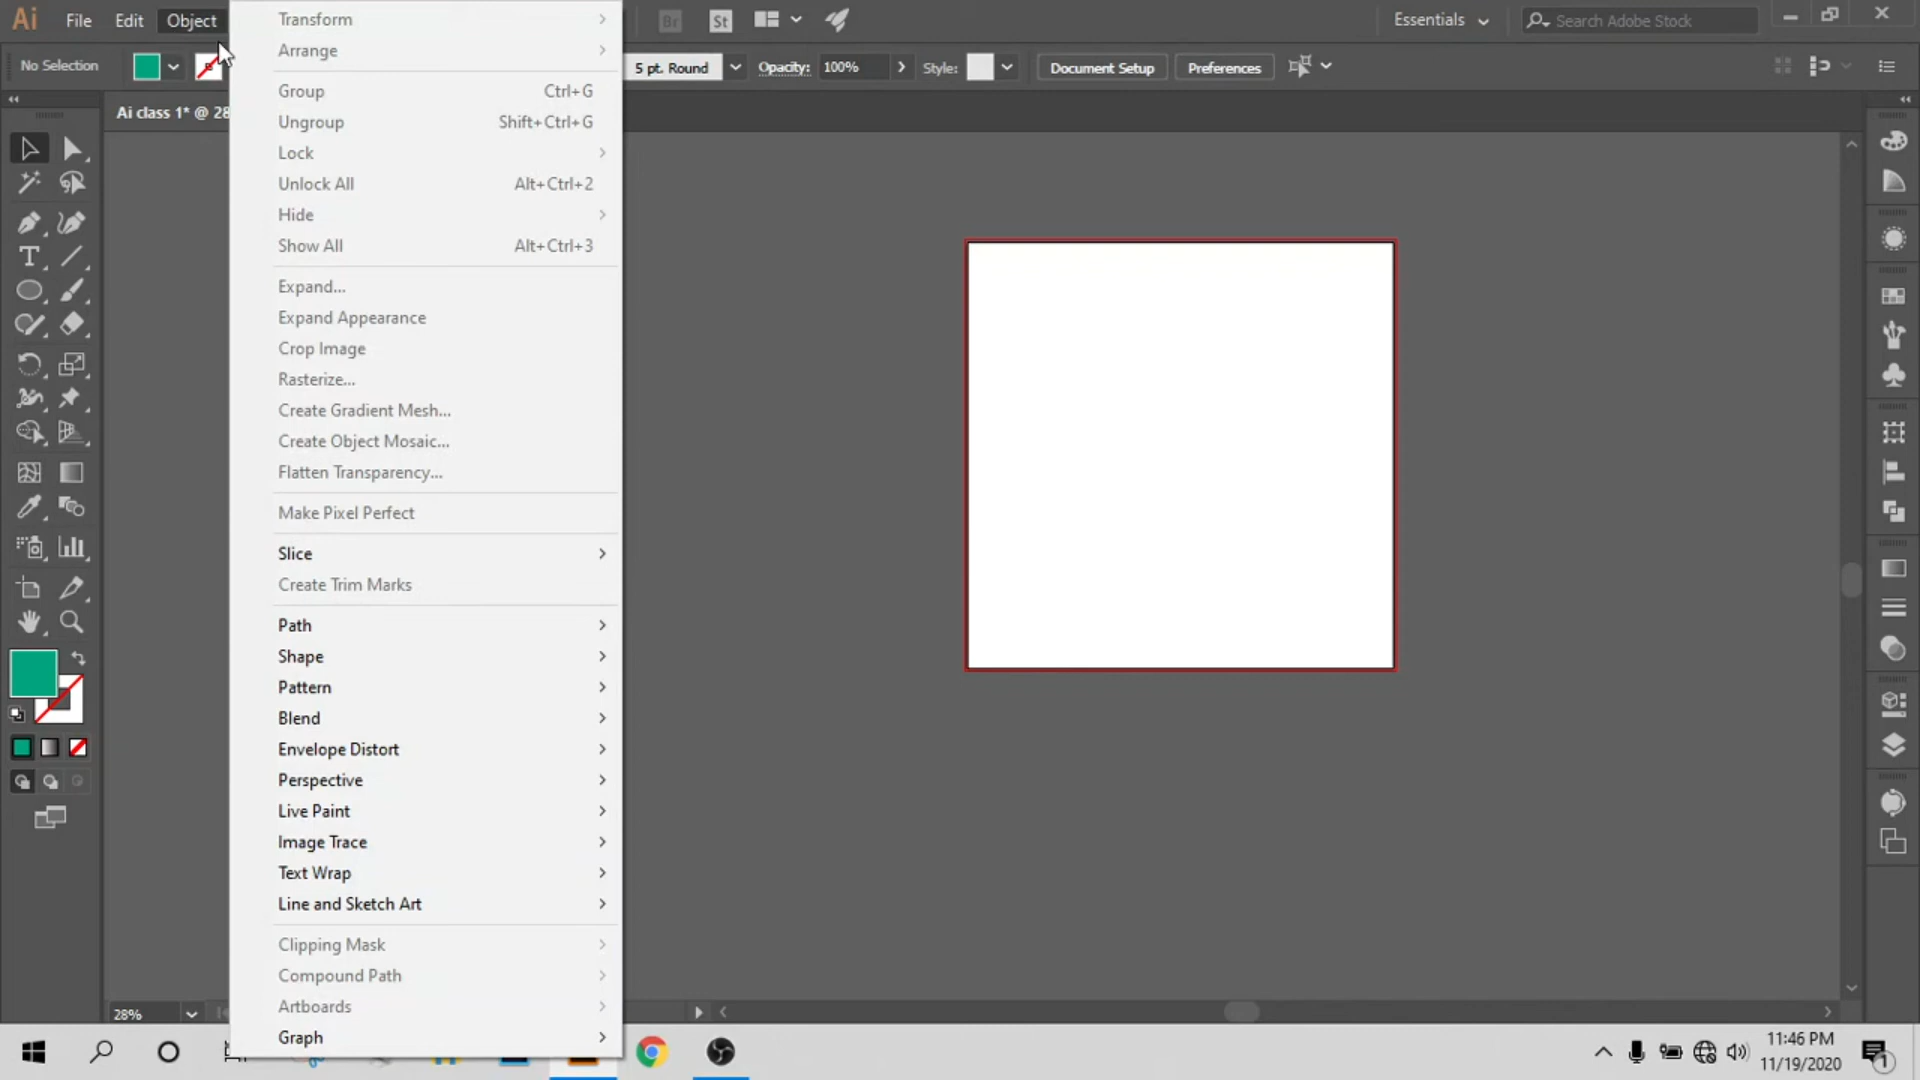 Ai File Edit Object Br St Essentials Search Adobe Stock
No Selection 5 pt. Round Opacity: 100% Style: Document Setup Preferences
Ai class 1* @ 28
Transform
Arrange
Group Ctrl+G
Ungroup Shift+Ctrl+G
Lock
Unlock All Alt+Ctrl+2
Hide
Show All Alt+Ctrl+3
Expand...
Expand Appearance
Crop Image
Rasterize...
Create Gradient Mesh...
Create Object Mosaic...
Flatten Transparency...
Make Pixel Perfect
Slice
Create Trim Marks
Path
Shape
Pattern
Blend
Envelope Distort
Perspective
Live Paint
Image Trace
Text Wrap
Line and Sketch Art
Clipping Mask
Compound Path
Artboards
Graph
28%
11:46 PM
11/19/2020
1